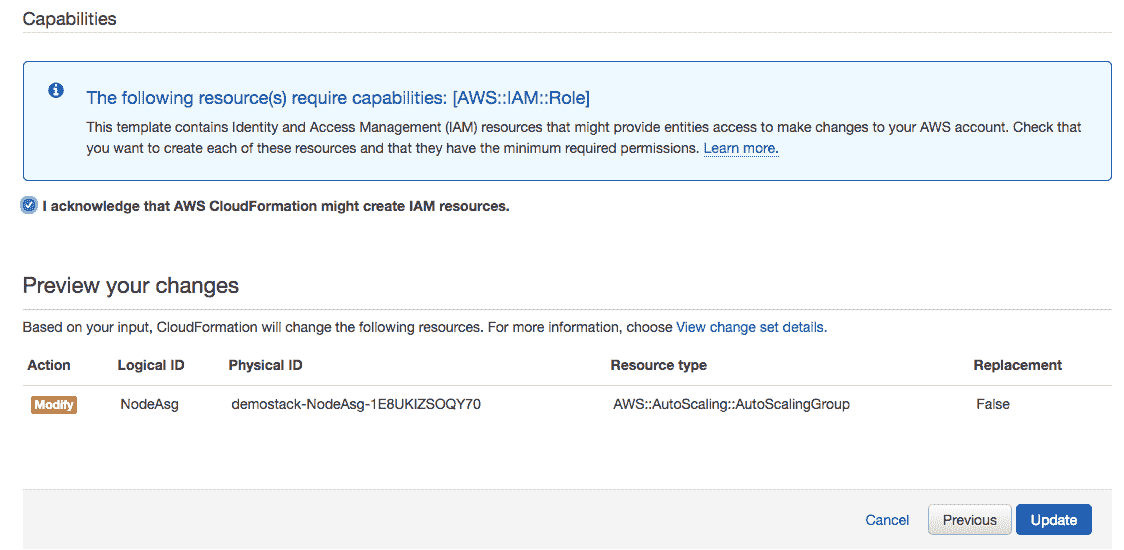 Capabilities
The following resource(s) require capabilities: [AWS::IAM::Role]
This template contains Identity and Access Management (IAM) resources that might provide entities access to make changes to your AWS account. Check that
you want to create each of these resources and that they have the minimum required permissions. Learn more.
I acknowledge that AWS CloudFormation might create IAM resources.
Preview your changes
Based on your input, CloudFormation will change the following resources. For more information, choose View change set details.
Action Logical ID Physical ID Resource type Replacement
Modify NodeAsg demostack-NodeAsg-1E8UKIZSOQY70 AWS::AutoScaling::AutoScalingGroup False
Cancel Previous Update